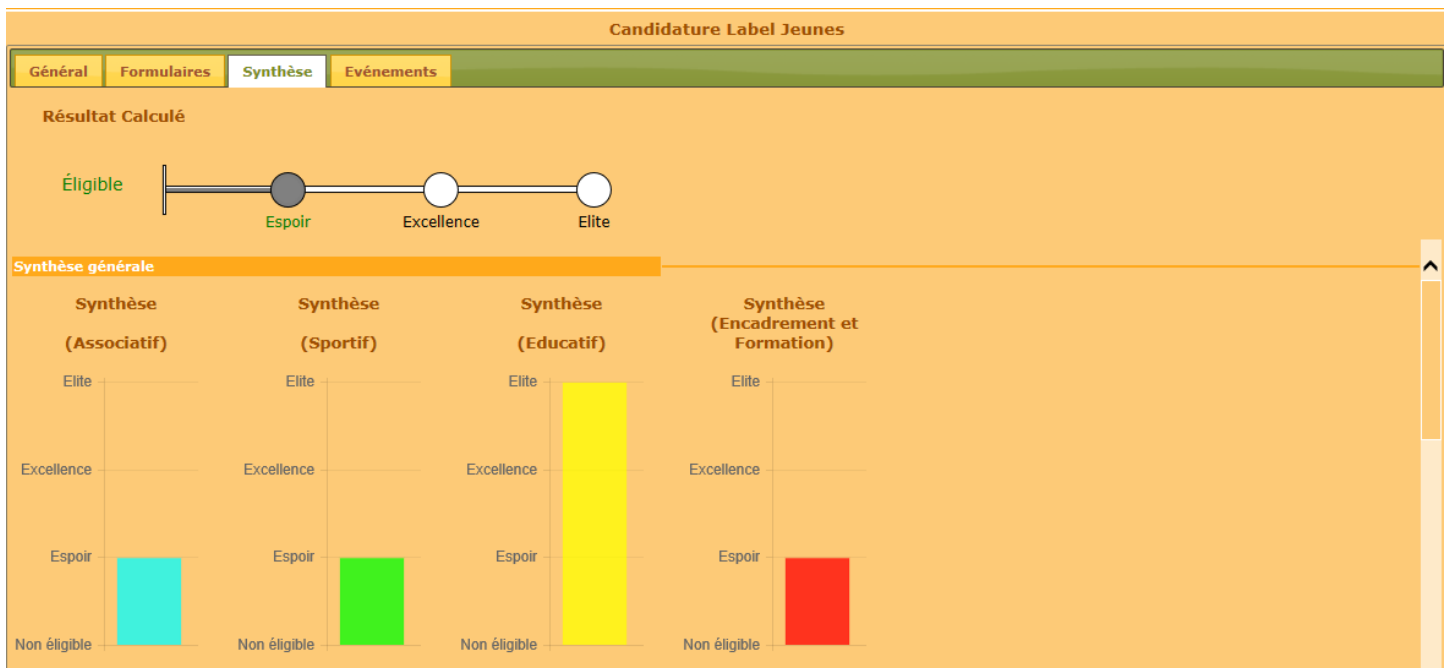 Candidature Label Jeunes
Général Formulaires Synthèse Evénements
Résultat Calculé
Éligible
Espoir Excellence Elite
Synthèse générale
Synthèse
(Associatif)
Elite
Excellence
Espoir
Non éligible
Synthèse
(Sportif)
Elite
Excellence
Espoir
Non éligible
Synthèse
(Educatif)
Elite
Excellence
Espoir
Non éligible
Synthèse
(Encadrement et
Formation)
Elite
Excellence
Espoir
Non éligible